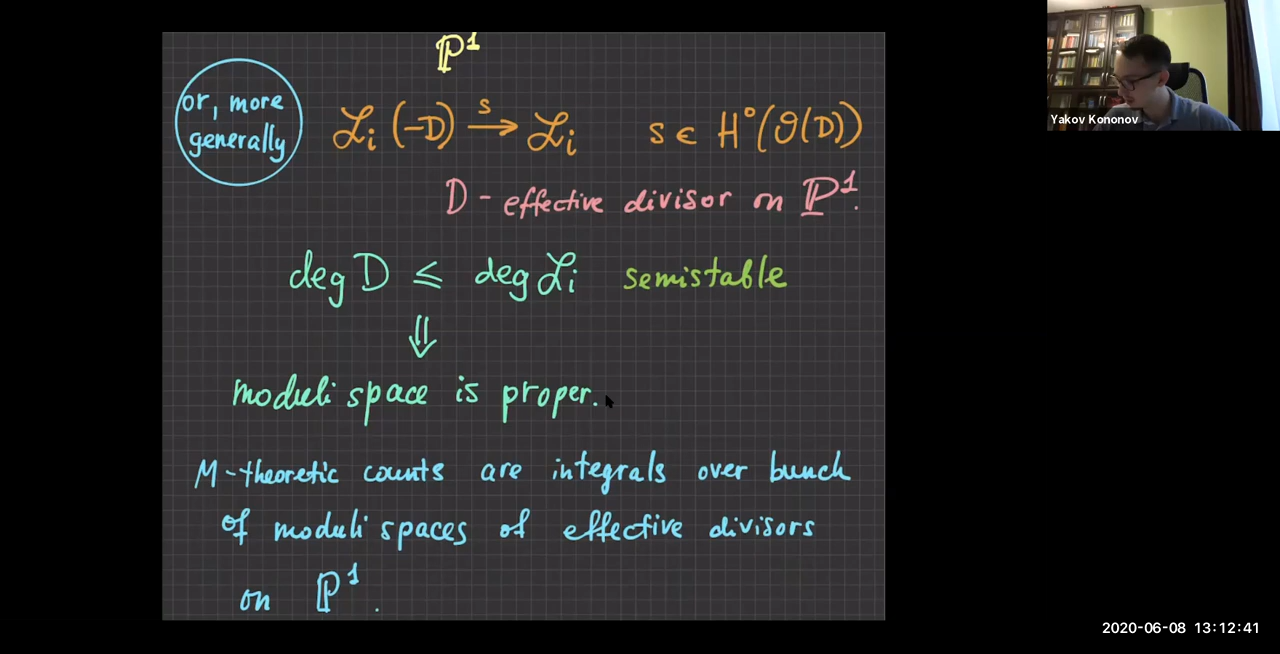 ℙ¹
or, more
generally
ℒᵢ(-D) →ˢ ℒᵢ   s ∈ H⁰(𝒪(D))
D - effective divisor on ℙ¹.
deg D ≤ deg ℒᵢ semistable
⇓
moduli space is proper.
M-theoretic counts are integrals over bunch
of moduli spaces of effective divisors
on ℙ¹.
Yakov Kononov
2020-06-08 13:12:41